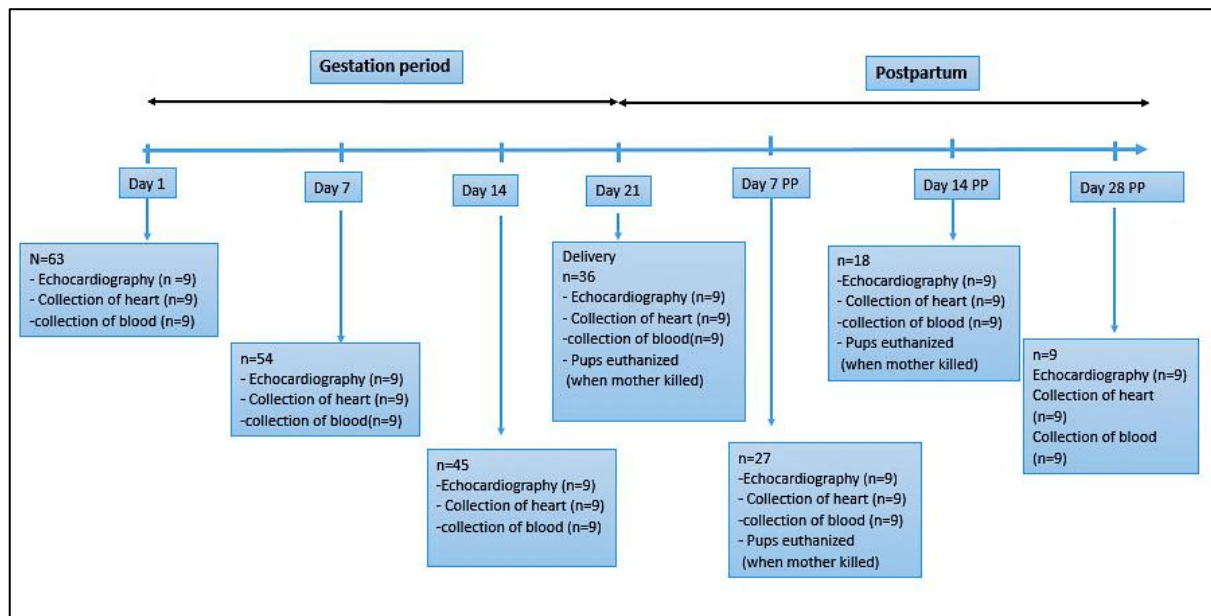 Gestation period
Postpartum
Day 1
Day 7
Day 14
Day 21
Day 7 PP
Day 14 PP
Day 28 PP
N=63
- Echocardiography (n =9)
- Collection of heart (n=9)
-collection of blood (n=9)
n=54
- Echocardiography (n=9)
- Collection of heart (n=9)
-collection of blood(n=9)
n=45
-Echocardiography (n=9)
- Collection of heart (n=9)
-collection of blood (n=9)
Delivery
n=36
- Echocardiography (n=9)
- Collection of heart (n=9)
-collection of blood(n=9)
- Pups euthanized
(when mother killed)
n=27
-Echocardiography (n=9)
- Collection of heart (n=9)
-collection of blood (n=9)
- Pups euthanized
(when mother killed)
n=18
-Echocardiography (n=9)
- Collection of heart (n=9)
-collection of blood (n=9)
- Pups euthanized
(when mother killed)
n=9
Echocardiography (n=9)
Collection of heart
(n=9)
Collection of blood
(n=9)